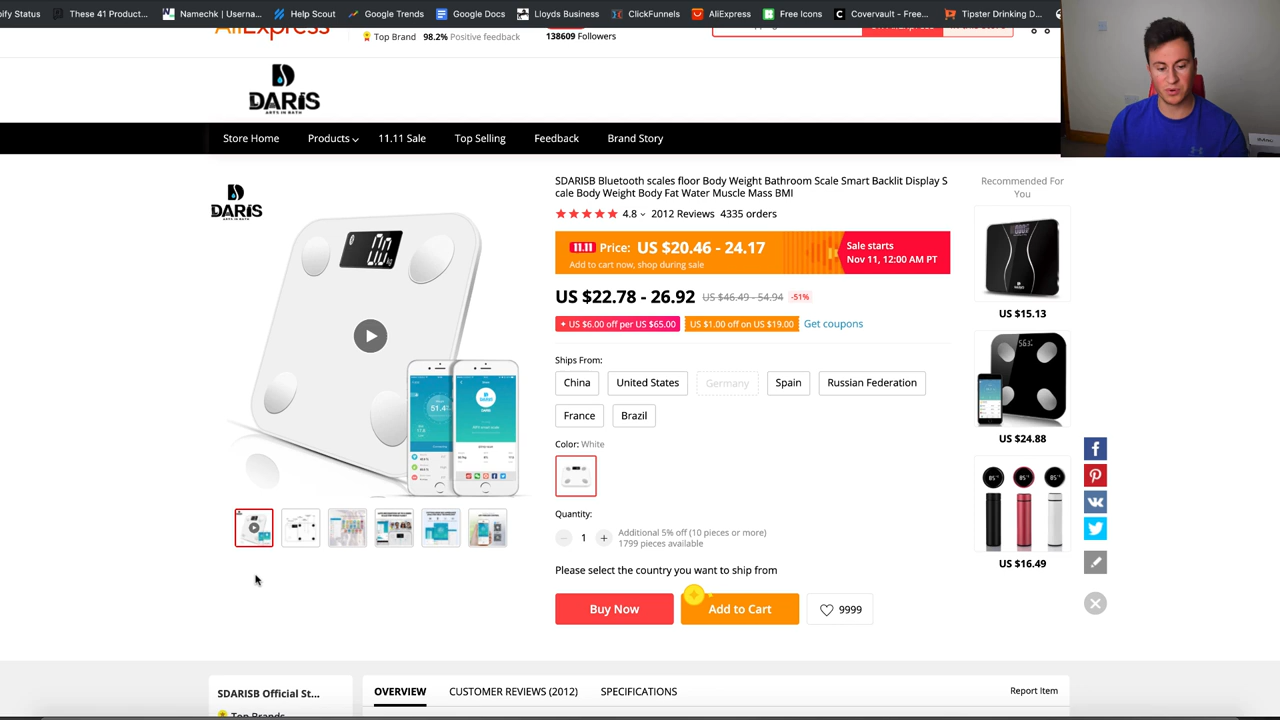 pify Status
These 41 Product...
Namechk | Userna...
Help Scout
Google Trends
Google Docs
Lloyds Business
ClickFunnels
AliExpress
Free Icons
Covervault - Free...
Tipster Drinking D...
AliExpress
Top Brand 98.2% Positive feedback
138609 Followers
iMac
DARIS
ARTS IN BATH
Store Home
Products
11.11 Sale
Top Selling
Feedback
Brand Story
DARIS
SDARISB Bluetooth scales floor Body Weight Bathroom Scale Smart Backlit Display S
cale Body Weight Body Fat Water Muscle Mass BMI
4.8
2012 Reviews
4335 orders
11.11 Price: US $20.46 - 24.17
Add to cart now, shop during sale
Sale starts
Nov 11, 12:00 AM PT
US $22.78 - 26.92 US $46.49 - 54.94 -51%
+ US $6.00 off per US $65.00
US $1.00 off on US $19.00
Get coupons
Ships From:
China
United States
Germany
Spain
Russian Federation
France
Brazil
Color: White
Quantity:
1
Additional 5% off (10 pieces or more)
1799 pieces available
Please select the country you want to ship from
Buy Now
Add to Cart
9999
Recommended For
You
US $15.13
US $24.88
US $16.49
SDARISB Official St...
Top Brands
OVERVIEW
CUSTOMER REVIEWS (2012)
SPECIFICATIONS
Report Item